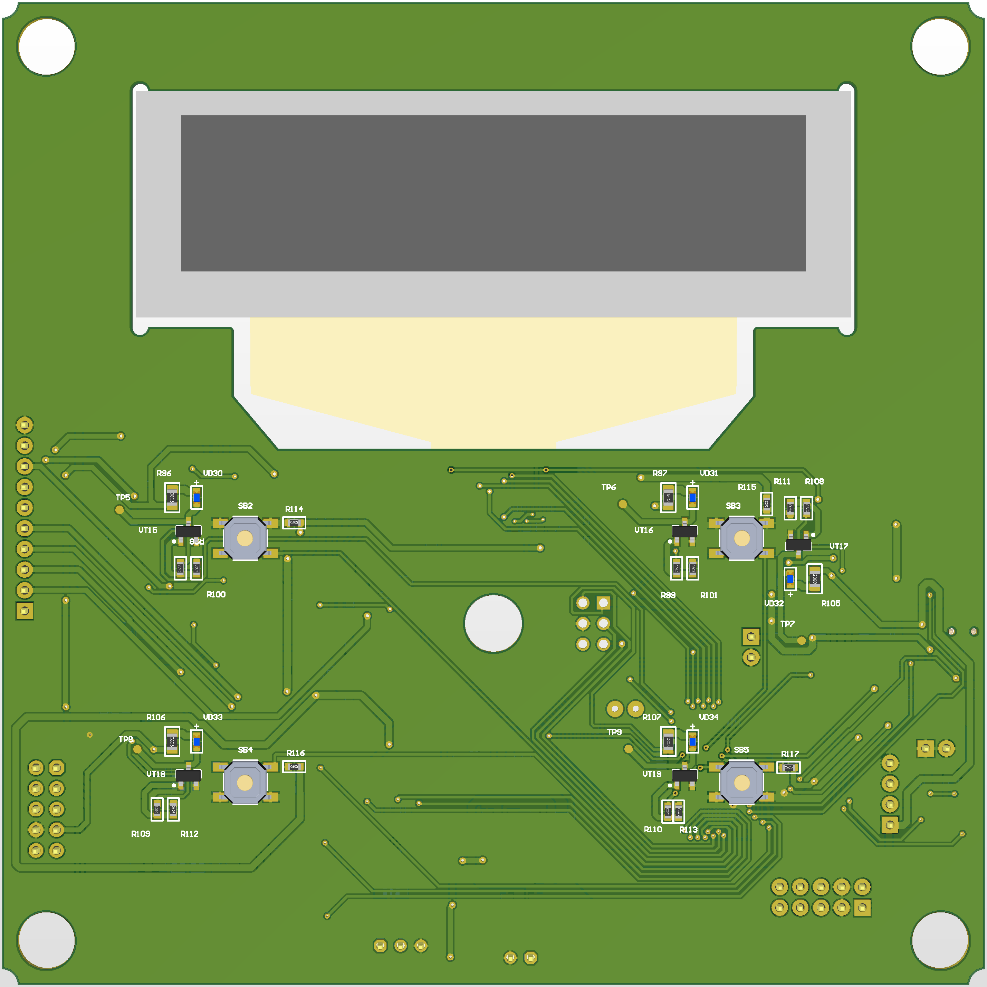 R96 VD30 R97 VD31 R111 R108
TP5 TP6 R115
SB2 R114 SB3
VT15 VT16 VT17
R100 R99 R101 VD32 R105
TP7
R106 VD33 R107 VD34
TP8 SB4 R116 TP9 SB5 R117
VT18 VT19
R109 R112 R110 R113